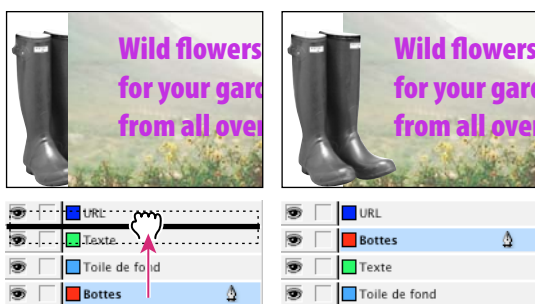 Wild flowers
for your gard
from all over
URL
Texte
Toile de fond
Bottes
Wild flowers
for your gar
from all over
URL
Bottes
Texte
Toile de fond